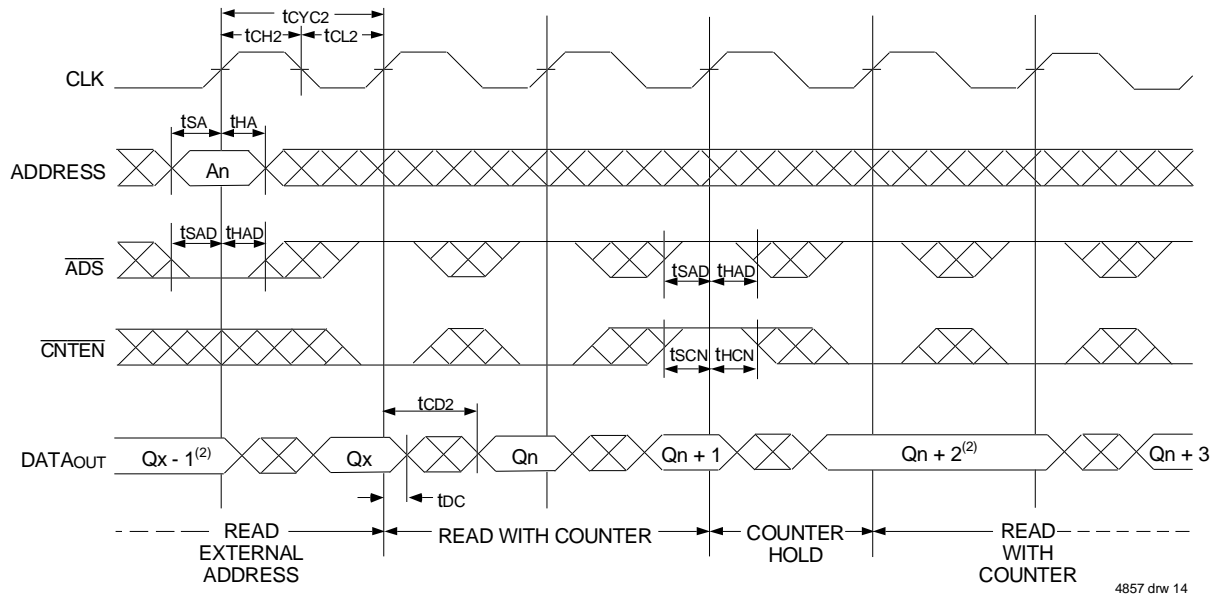 tCYC2
tCH2 tCL2
CLK
tSA tHA
ADDRESS An
tSAD tHAD
ADS
tSAD tHAD
CNTEN
tSCN tHCN
tCD2
DATAOUT Qx - 1(2) Qx Qn Qn + 1 Qn + 2(2) Qn + 3
tDC
READ EXTERNAL ADDRESS
READ WITH COUNTER
COUNTER HOLD
READ WITH COUNTER
4857 drw 14